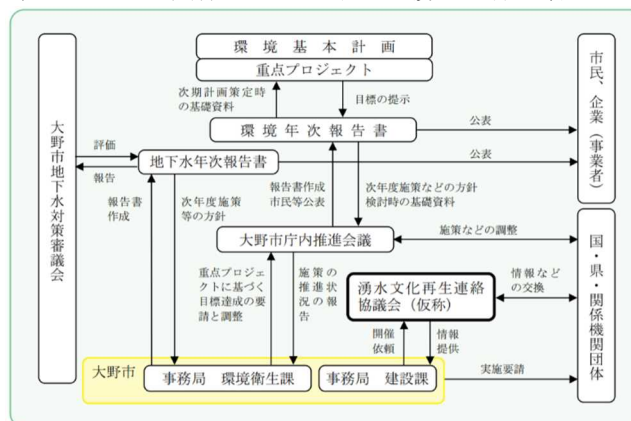 環境基本計画
重点プロジェクト
次期計画策定時
の基礎資料
目標の提示
環境年次報告書
公表
市民、企業（事業者）
大野市地下水対策審議会
評価
報告
地下水年次報告書
公表
報告書
作成
次年度施策
等の方針
報告書作成
市民等公表
次年度施策などの方針
検討時の基礎資料
大野市庁内推進会議
施策などの調整
国・県・関係機関団体
重点プロジェ
クトに基づく
目標達成の要
請と調整
施策の
推進状
況の報
告
湧水文化再生連絡
協議会（仮称）
情報など
の交換
開催
依頼
情報
提供
大野市
事務局　環境衛生課
事務局　建設課
実施要請